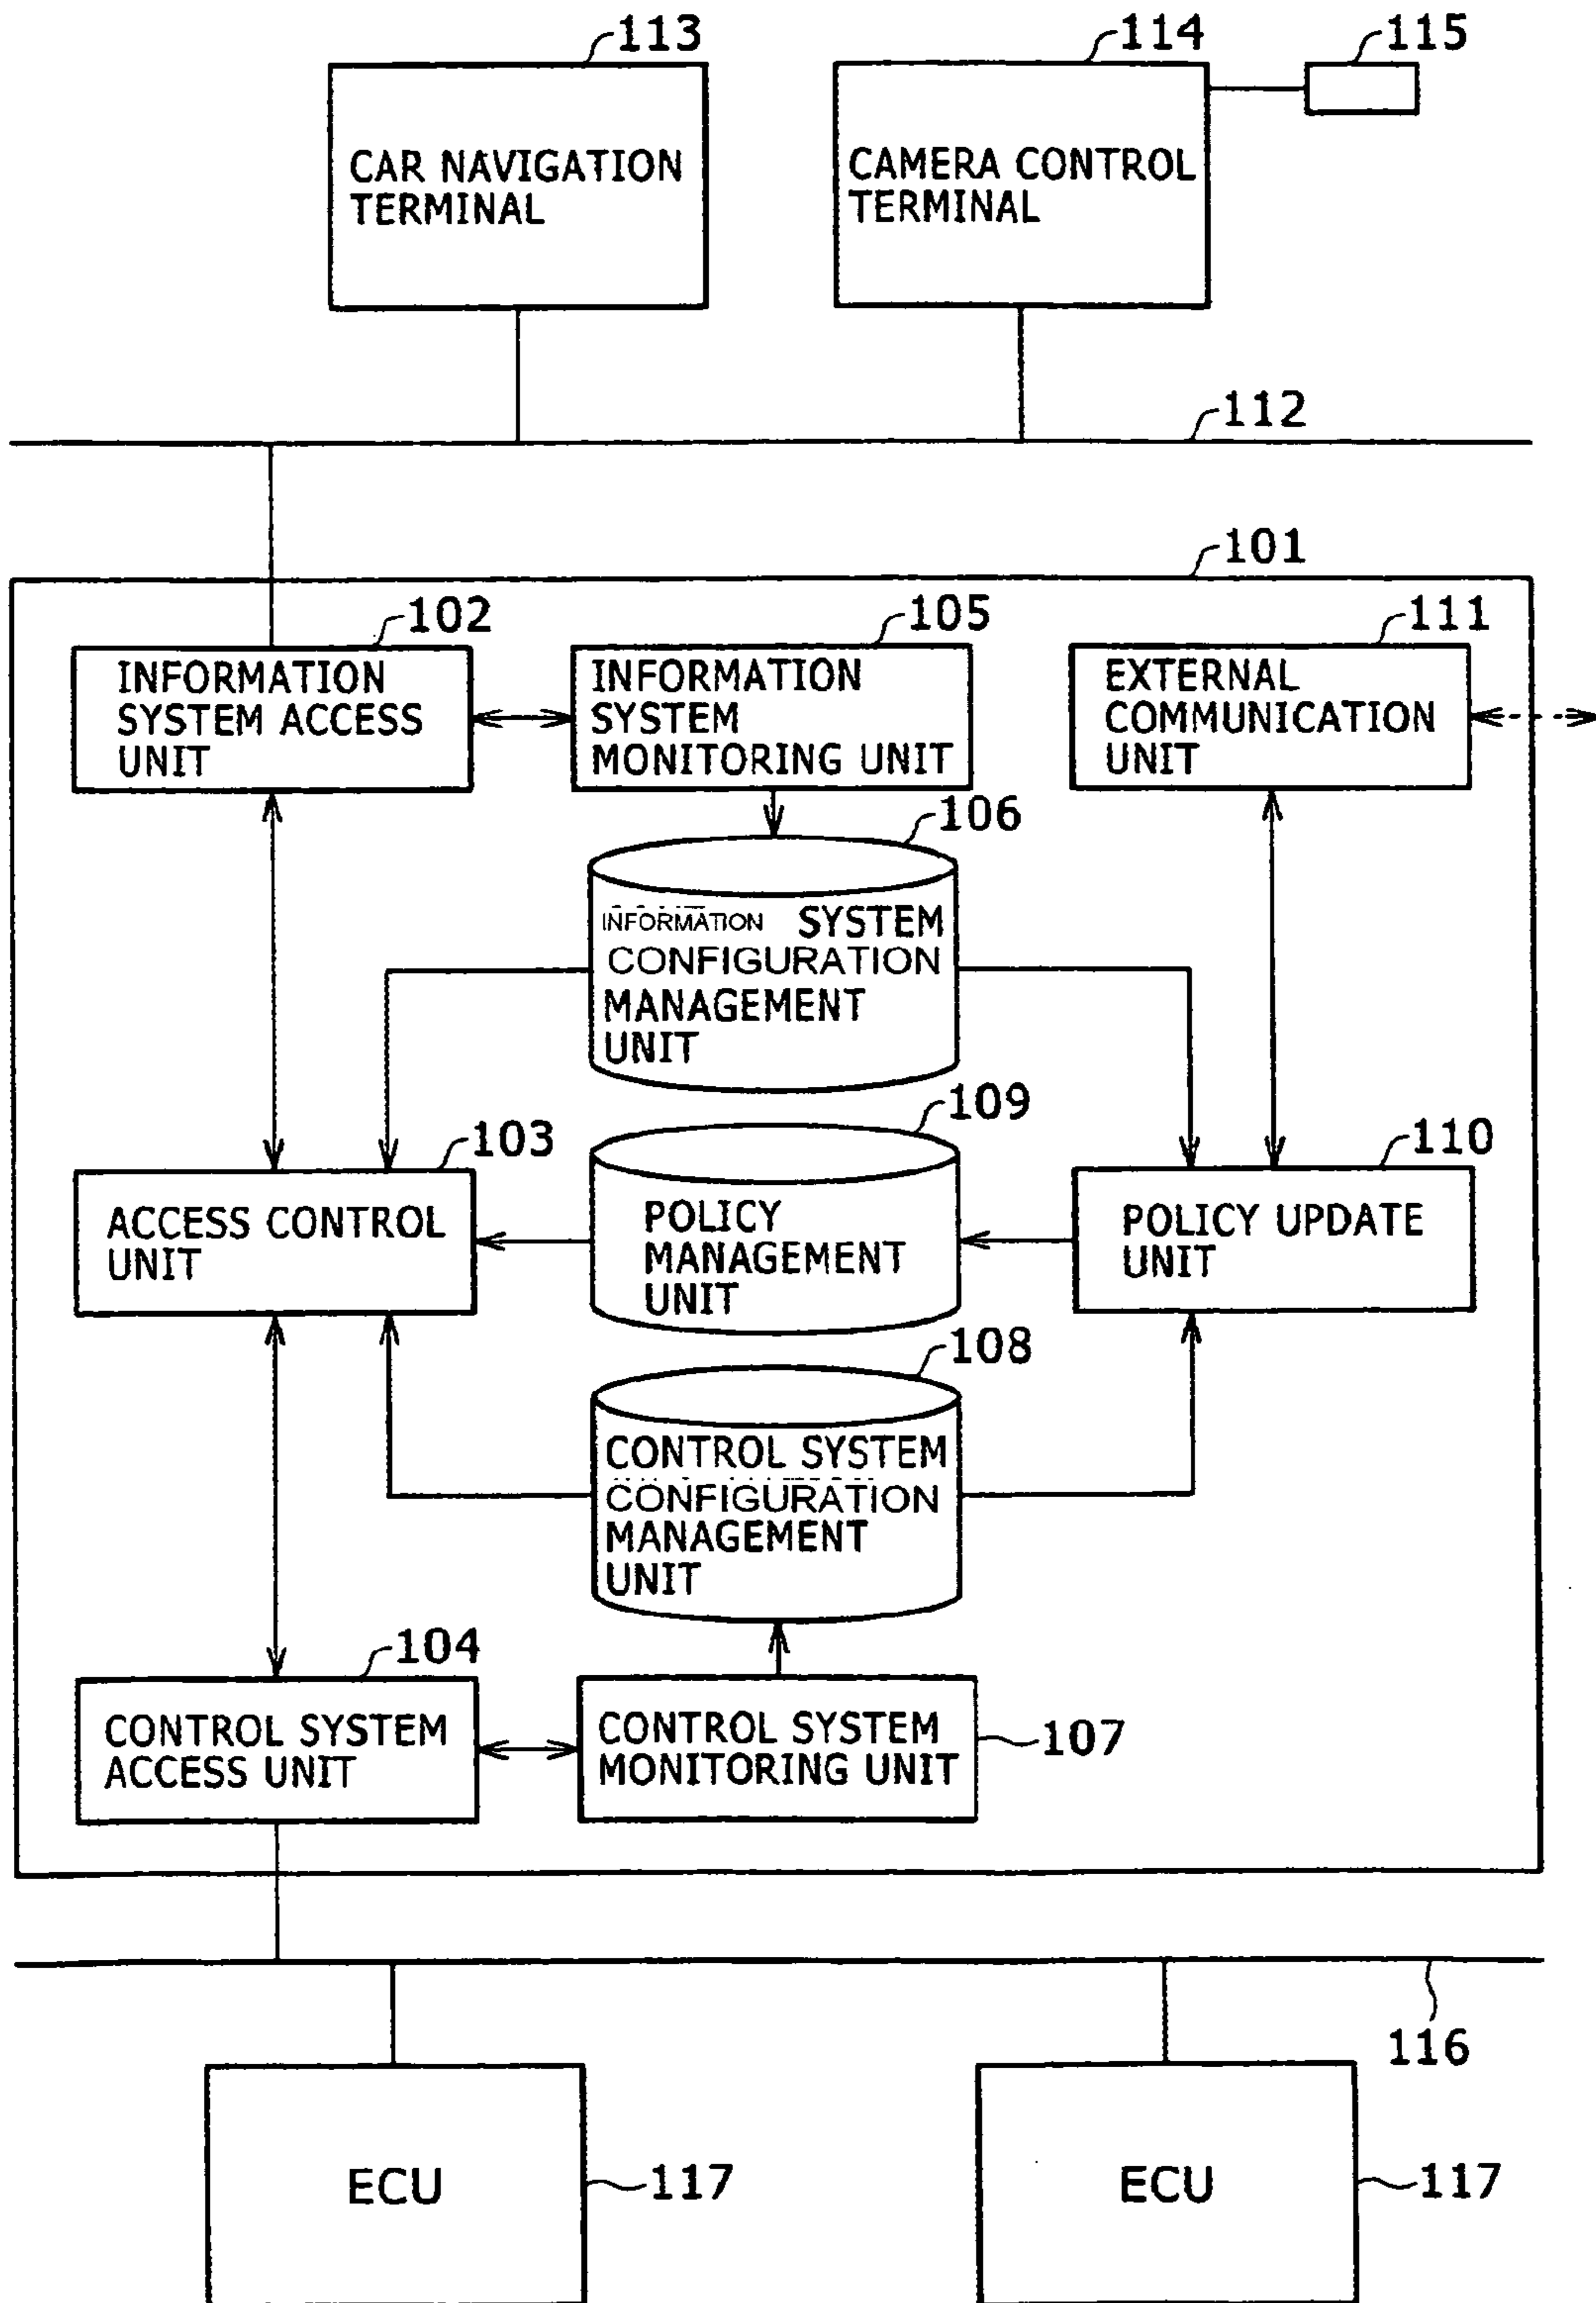 113
114
115
CAR NAVIGATION
TERMINAL
CAMERA CONTROL
TERMINAL
112
101
102
105
111
INFORMATION
SYSTEM ACCESS
UNIT
INFORMATION
SYSTEM
MONITORING UNIT
EXTERNAL
COMMUNICATION
UNIT
106
INFORMATION SYSTEM
CONFIGURATION
MANAGEMENT
UNIT
109
103
110
ACCESS CONTROL
UNIT
POLICY
MANAGEMENT
UNIT
POLICY UPDATE
UNIT
108
CONTROL SYSTEM
CONFIGURATION
MANAGEMENT
UNIT
104
CONTROL SYSTEM
ACCESS UNIT
CONTROL SYSTEM
MONITORING UNIT
107
116
ECU
117
ECU
117